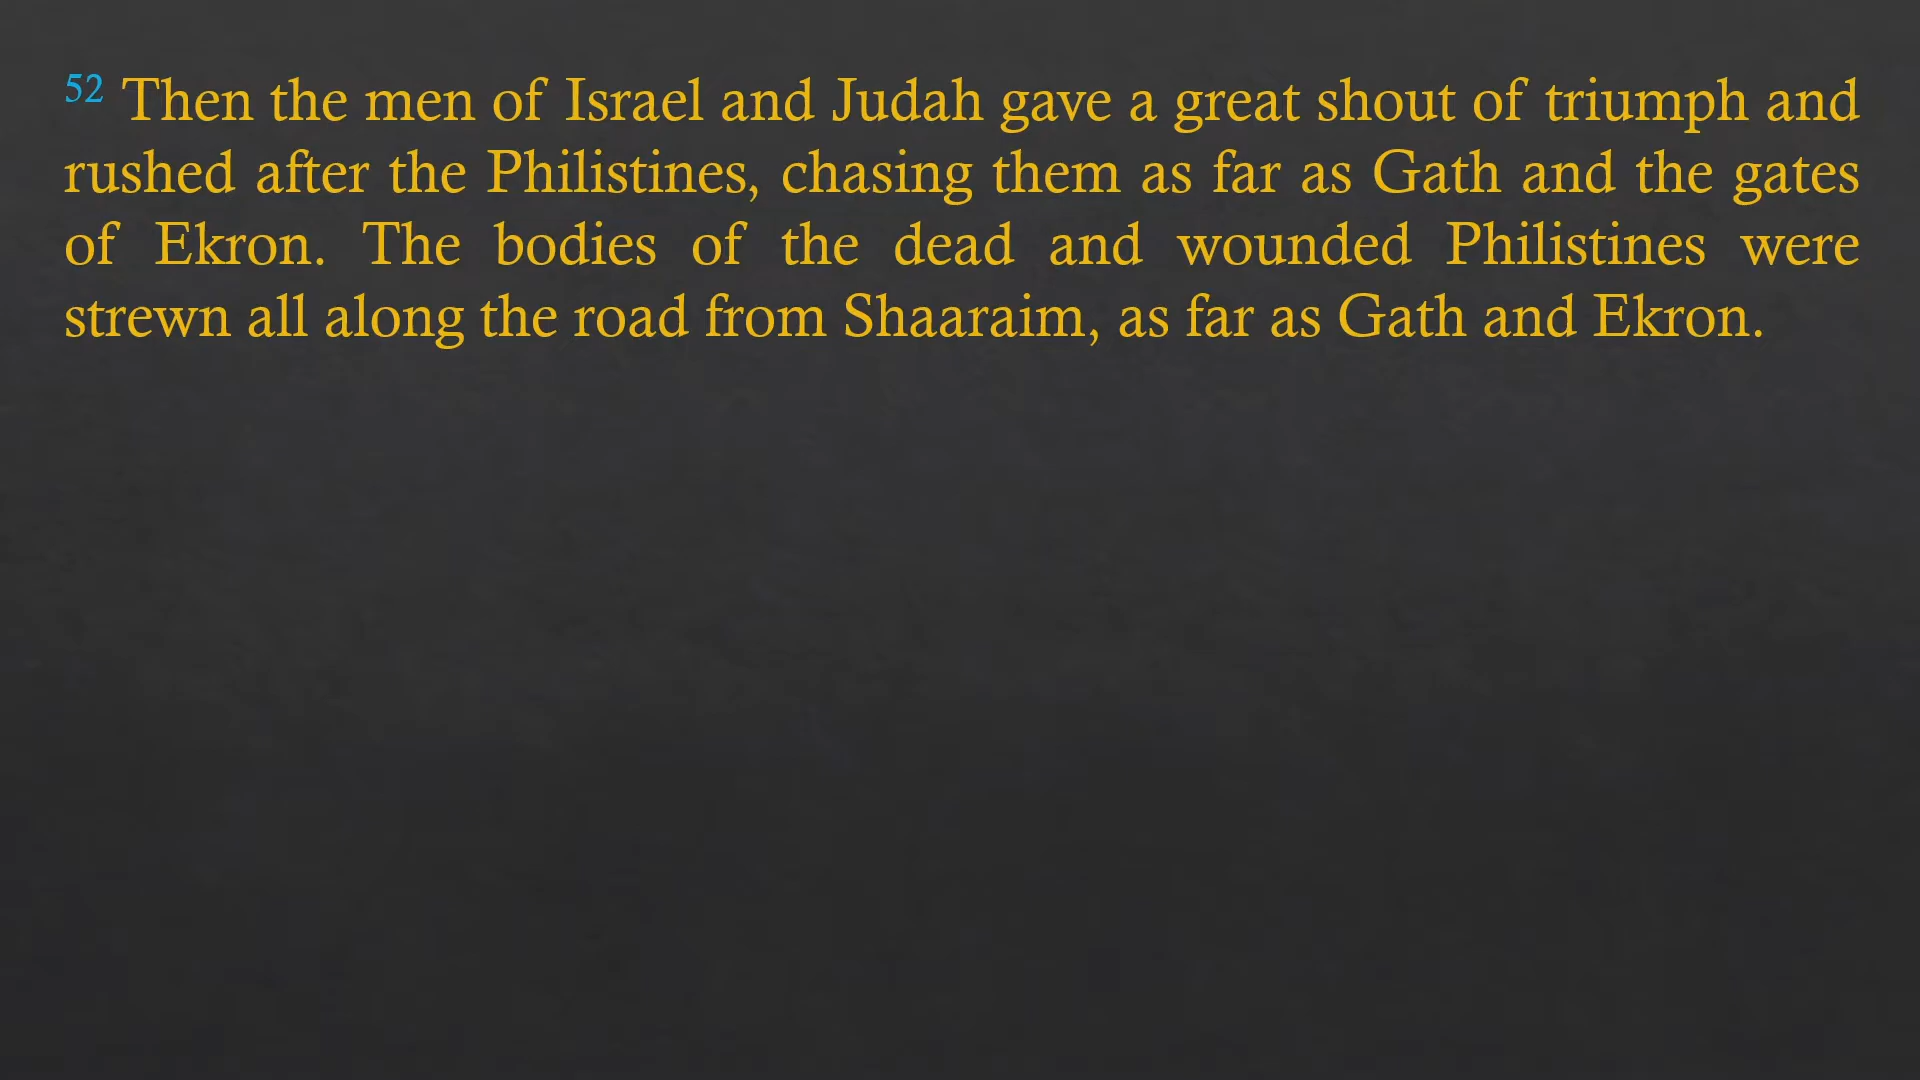 52 Then the men of Israel and Judah gave a great shout of triumph and
rushed after the Philistines, chasing them as far as Gath and the gates
of Ekron. The bodies of the dead and wounded Philistines were
strewn all along the road from Shaaraim, as far as Gath and Ekron.